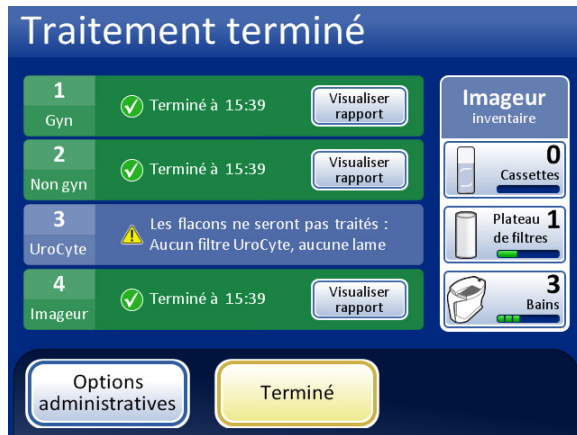 Traitement terminé
1
Gyn
Terminé à 15:39
Visualiser
rapport
2
Non gyn
Terminé à 15:39
Visualiser
rapport
3
UroCyte
Les flacons ne seront pas traités :
Aucun filtre UroCyte, aucune lame
4
Imageur
Terminé à 15:39
Visualiser
rapport
Imageur
inventaire
0
Cassettes
Plateau 1
de filtres
3
Bains
Options
administratives
Terminé